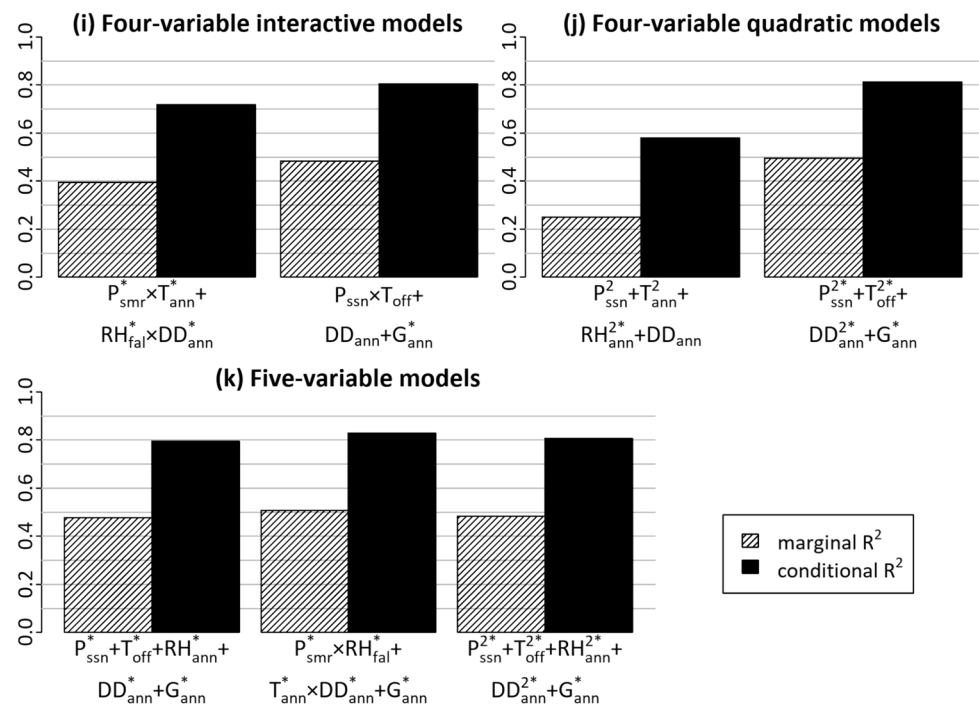 (i) Four-variable interactive models
1.0
0.8
0.6
0.4
0.2
0.0
P*smr×T*ann+
RH*fal×DD*ann
Pssn×Toff+
DDann+G*ann
(j) Four-variable quadratic models
1.0
0.8
0.6
0.4
0.2
0.0
P²ssn+T²ann+
RH²*ann+DDann
P²*ssn+T²*off+
DD²*ann+G*ann
(k) Five-variable models
1.0
0.8
0.6
0.4
0.2
0.0
P*ssn+T*off+RH*ann+
DD*ann+G*ann
P*smr×RH*fal+
T*ann×DD*ann+G*ann
P²*ssn+T²*off+RH²*ann+
DD²*ann+G*ann
marginal R²
conditional R²